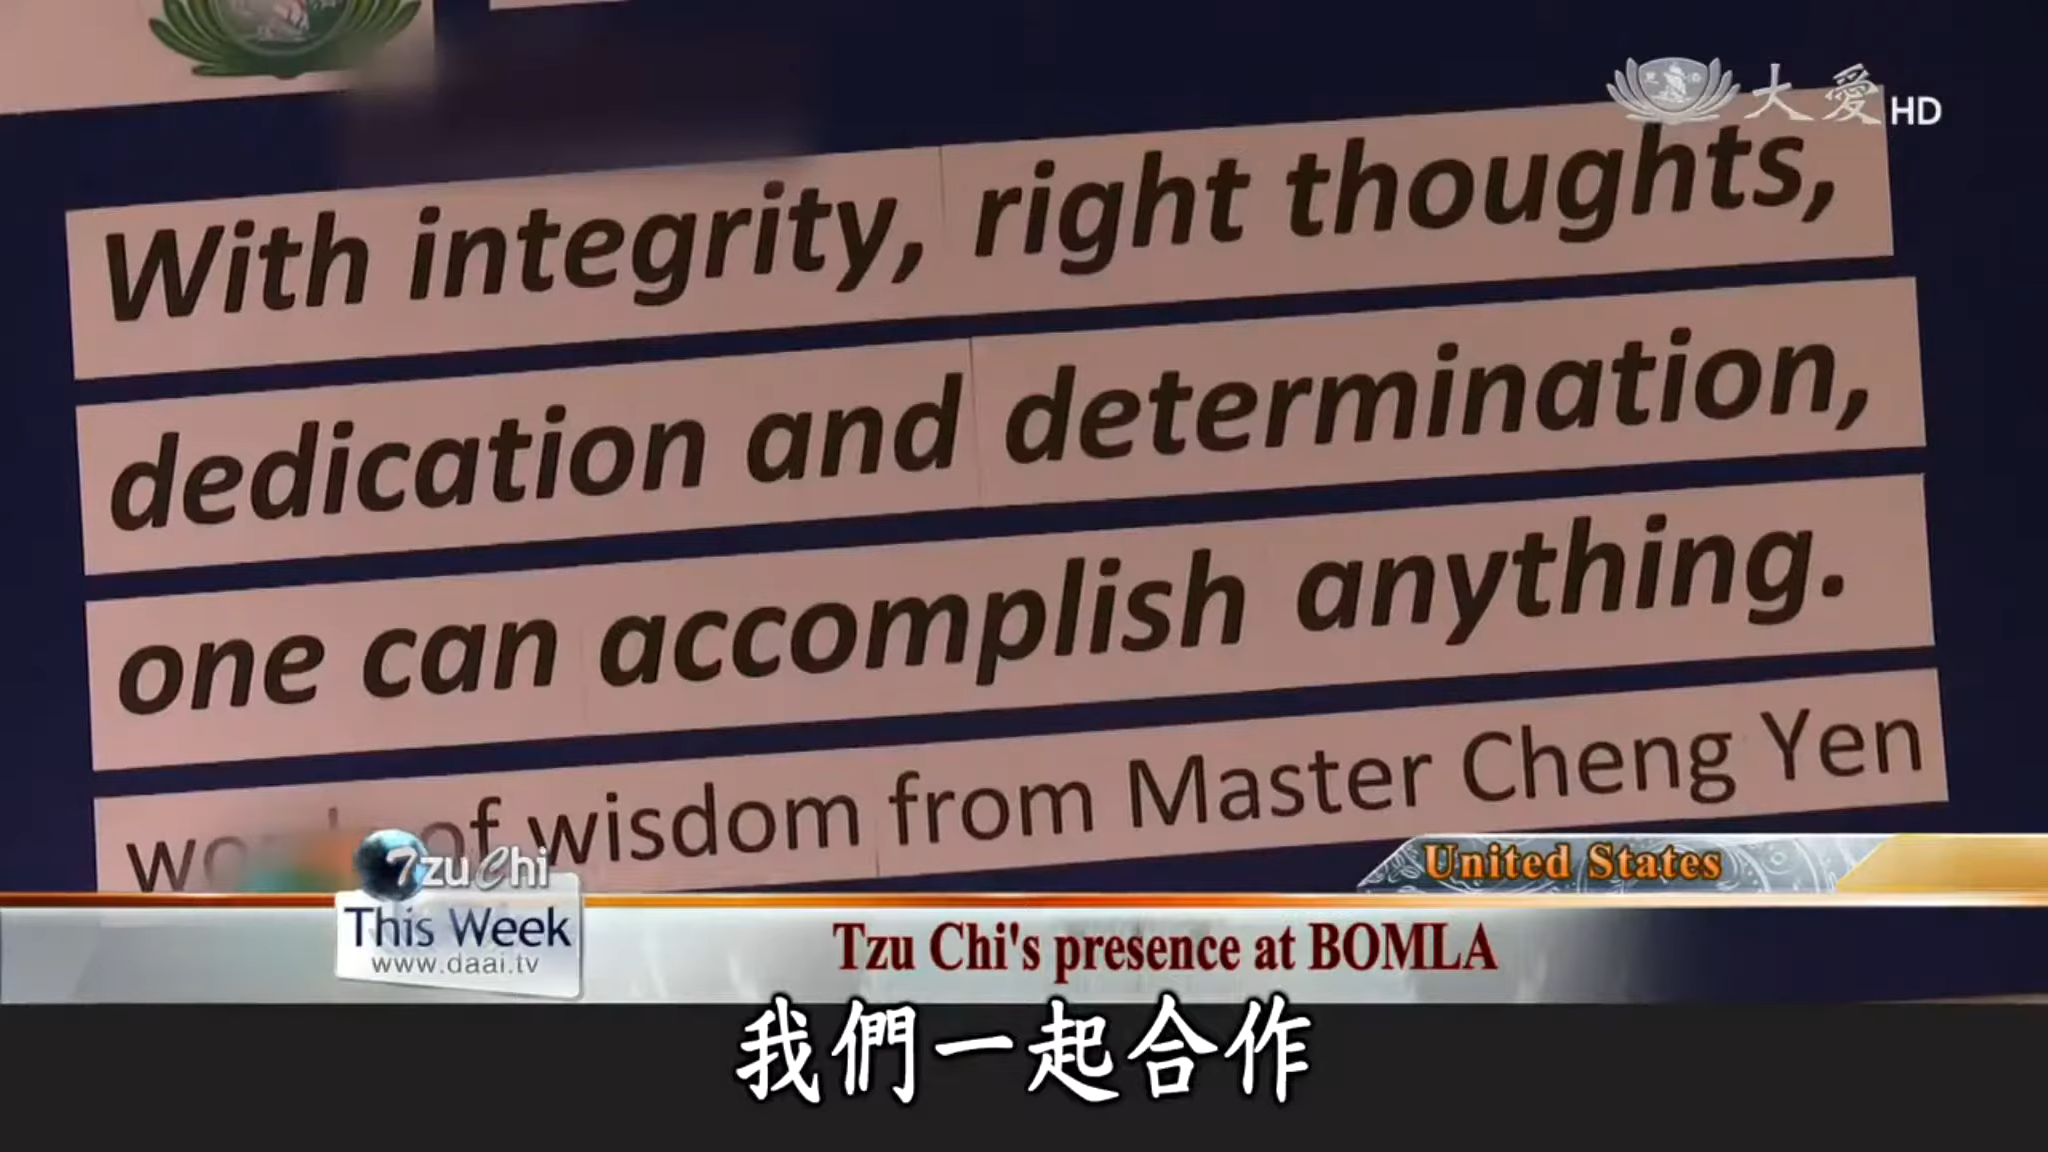 大愛 HD
With integrity, right thoughts,
dedication and determination,
one can accomplish anything.
of wisdom from Master Cheng Yen
United States
Tzu Chi
This Week
www.daai.tv
Tzu Chi's presence at BOMLA
我們一起合作